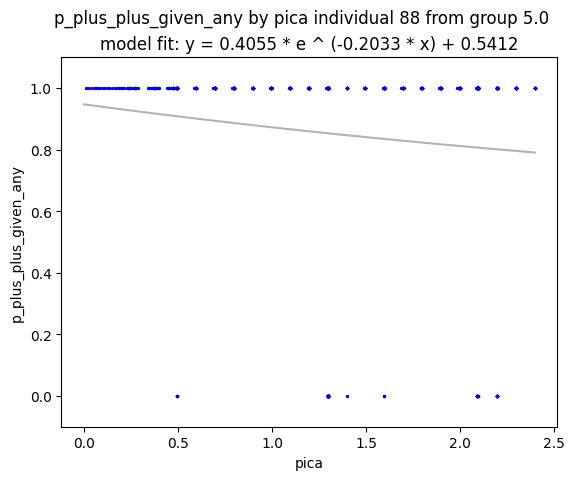 p_plus_plus_given_any by pica individual 88 from group 5.0
model fit: y = 0.4055 * e ^ (-0.2033 * x) + 0.5412
1.0
0.8
0.6
0.4
0.2
0.0
p_plus_plus_given_any
0.0 0.5 1.0 1.5 2.0 2.5
pica